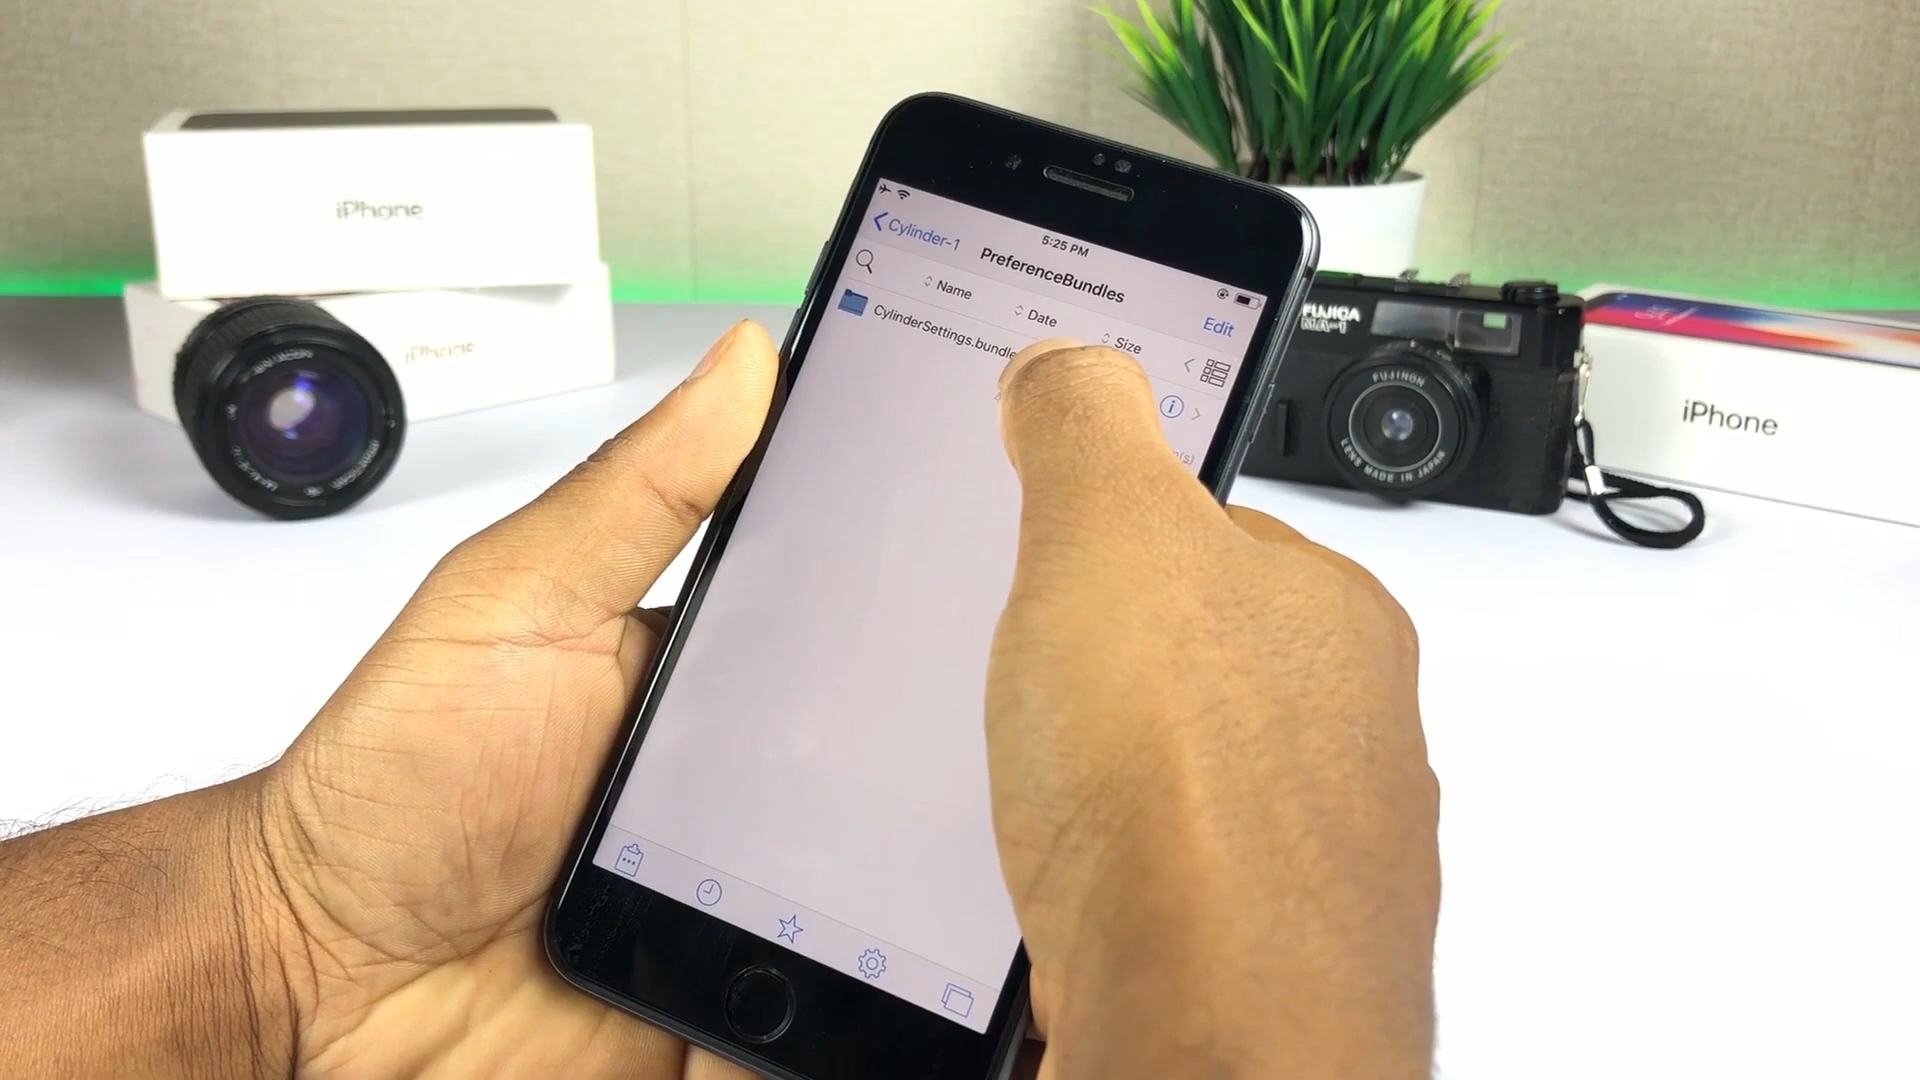 iPhone
iPhone
5:25 PM
Cylinder-1
PreferenceBundles
Edit
Name
Date
Size
CylinderSettings.bundle
FUJICA
MA-1
FUJINON
LENS MADE IN JAPAN
iPhone